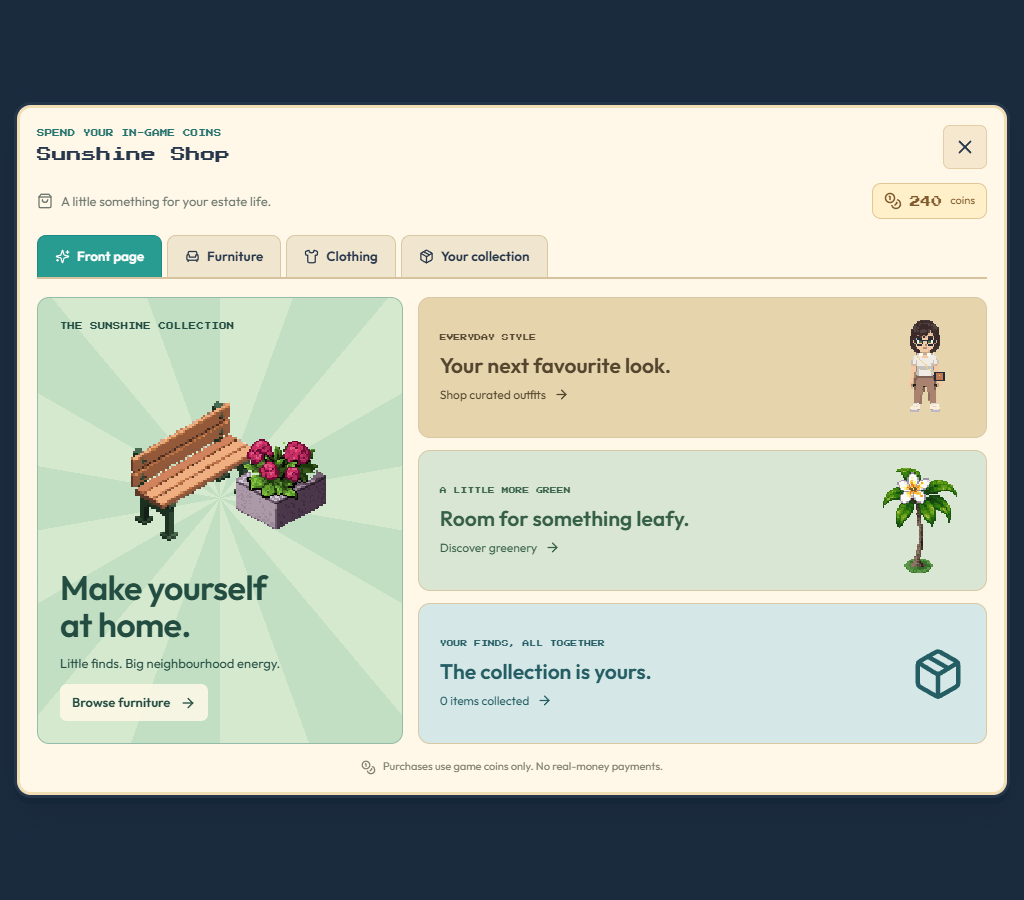 SPEND YOUR IN-GAME COINS
Sunshine Shop
A little something for your estate life.
240 coins
Front page
Furniture
Clothing
Your collection
THE SUNSHINE COLLECTION
Make yourself
at home.
Little finds. Big neighbourhood energy.
Browse furniture
EVERYDAY STYLE
Your next favourite look.
Shop curated outfits
A LITTLE MORE GREEN
Room for something leafy.
Discover greenery
YOUR FINDS, ALL TOGETHER
The collection is yours.
0 items collected
Purchases use game coins only. No real-money payments.